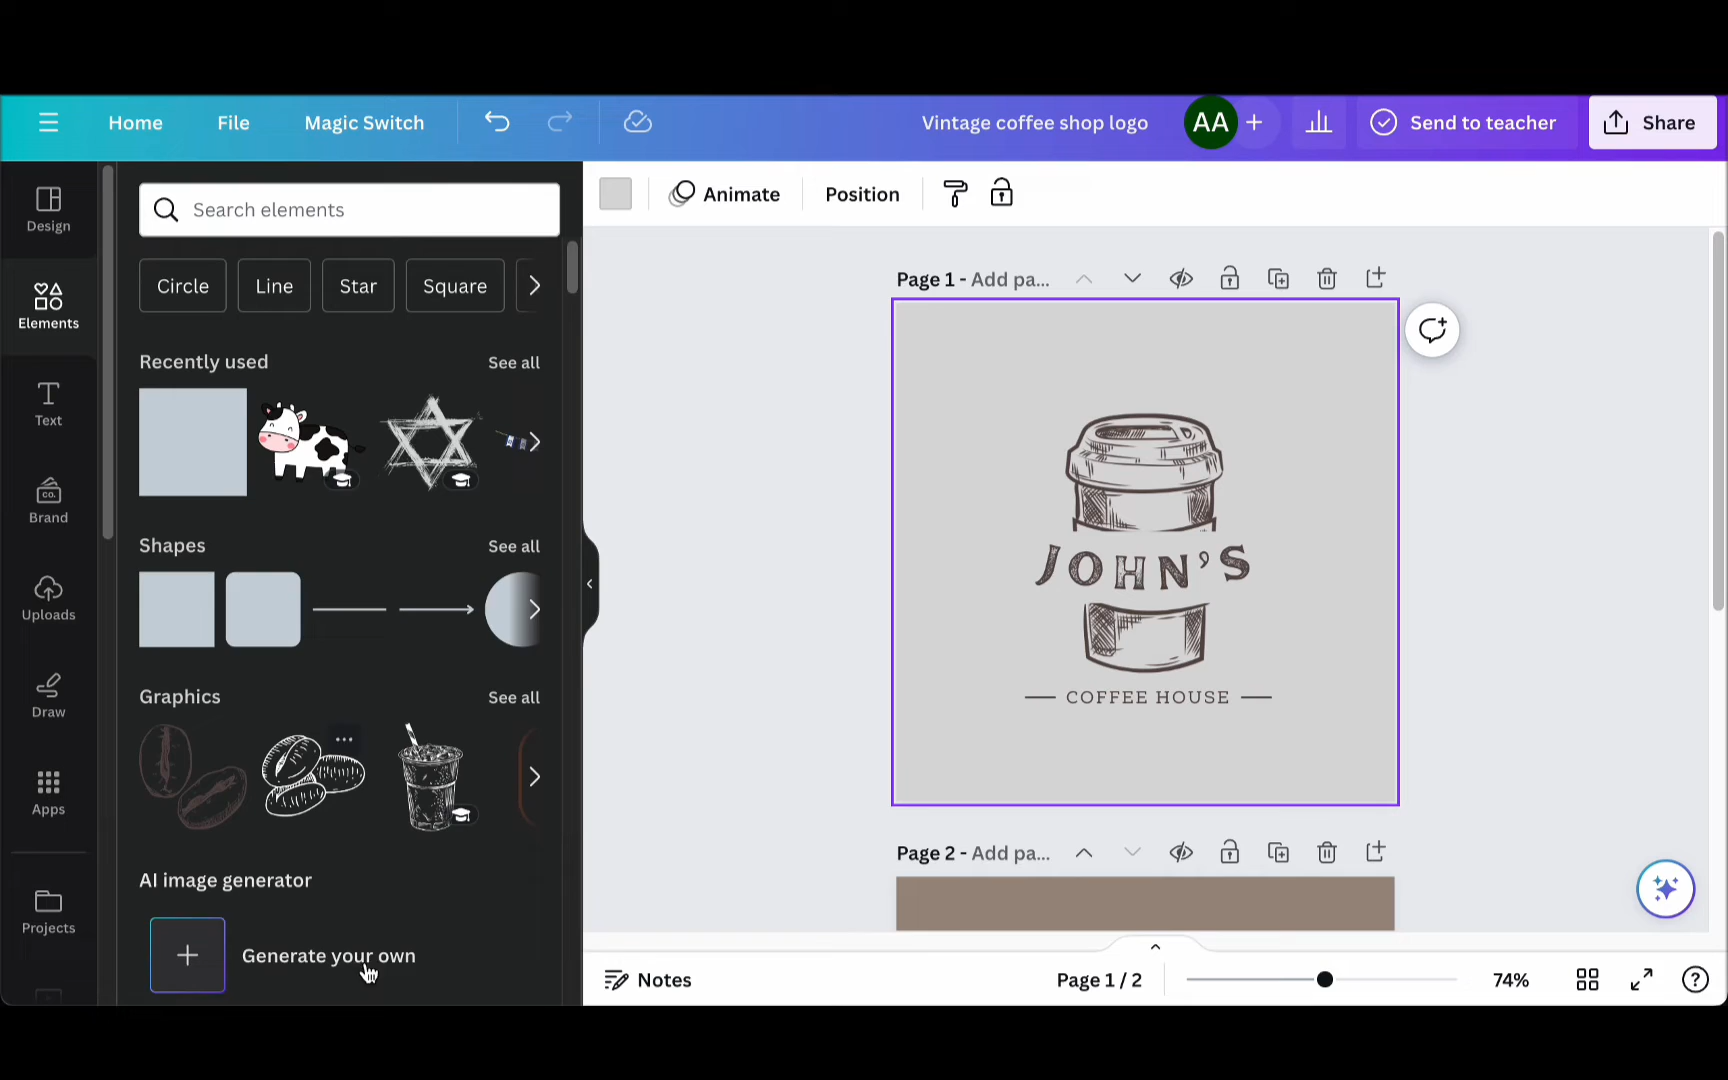 Home File Magic Switch Vintage coffee shop logo AA Send to teacher Share
Design
Elements
Text
CO.
Brand
Uploads
Draw
Apps
Projects
Search elements
Circle Line Star Square
Recently used See all
Shapes See all
Graphics See all
AI image generator
Generate your own
Animate Position
Page 1 - Add pa...
JOHN'S
COFFEE HOUSE
Page 2 - Add pa...
Notes Page 1 / 2 74%